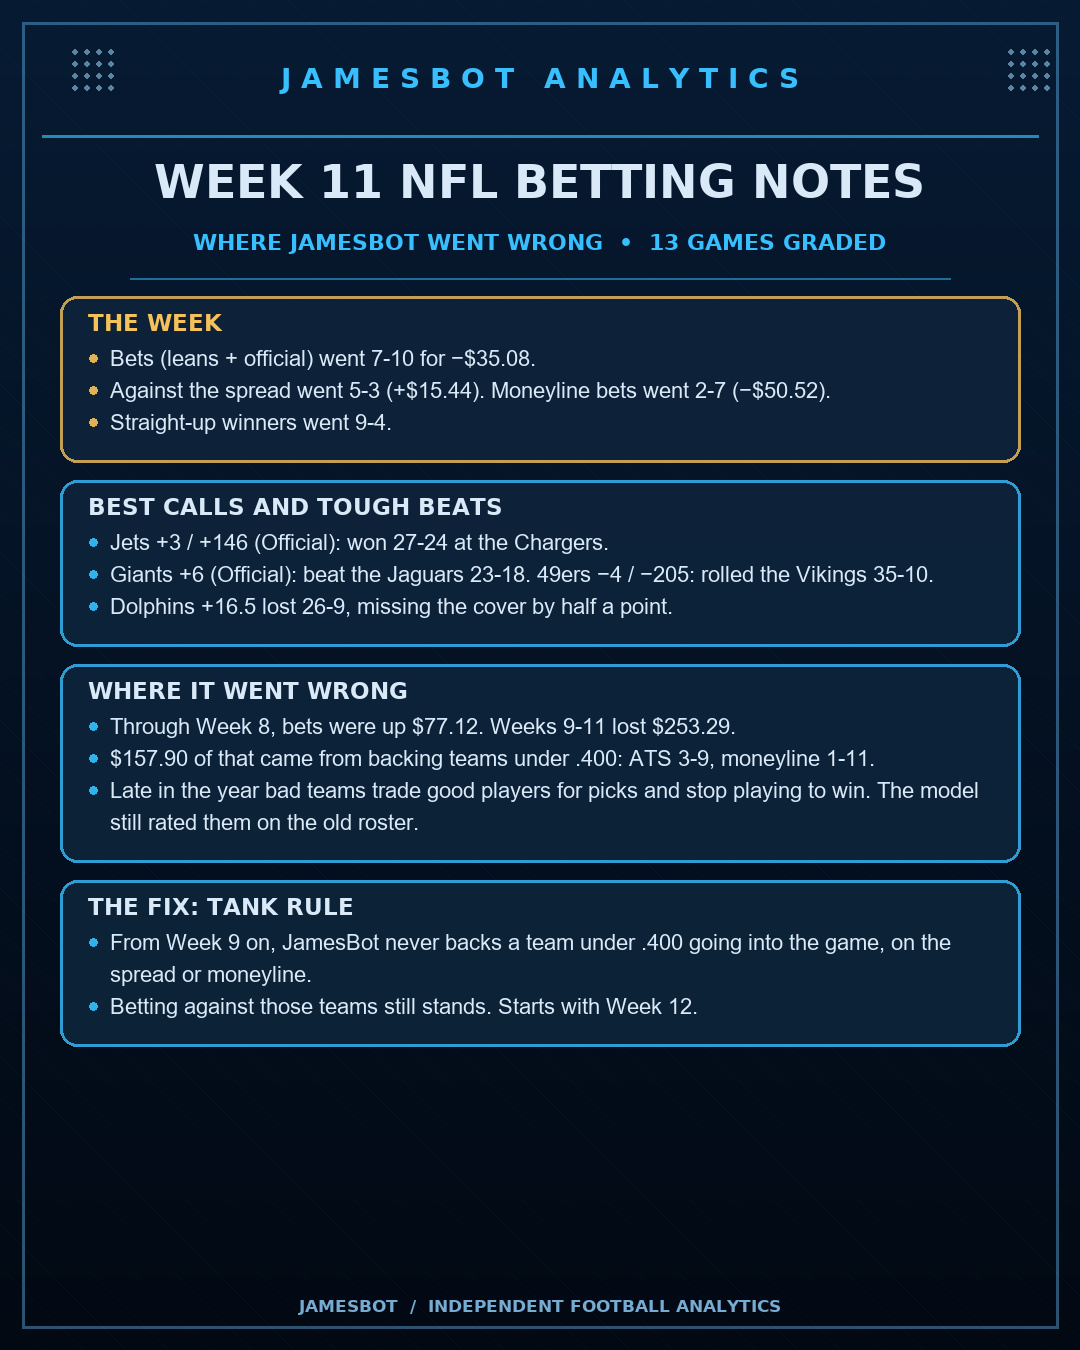 JAMESBOT ANALYTICS
WEEK 11 NFL BETTING NOTES
WHERE JAMESBOT WENT WRONG • 13 GAMES GRADED
THE WEEK
• Bets (leans + official) went 7-10 for −$35.08.
• Against the spread went 5-3 (+$15.44). Moneyline bets went 2-7 (−$50.52).
• Straight-up winners went 9-4.
BEST CALLS AND TOUGH BEATS
• Jets +3 / +146 (Official): won 27-24 at the Chargers.
• Giants +6 (Official): beat the Jaguars 23-18. 49ers −4 / −205: rolled the Vikings 35-10.
• Dolphins +16.5 lost 26-9, missing the cover by half a point.
WHERE IT WENT WRONG
• Through Week 8, bets were up $77.12. Weeks 9-11 lost $253.29.
• $157.90 of that came from backing teams under .400: ATS 3-9, moneyline 1-11.
• Late in the year bad teams trade good players for picks and stop playing to win. The model
still rated them on the old roster.
THE FIX: TANK RULE
• From Week 9 on, JamesBot never backs a team under .400 going into the game, on the
spread or moneyline.
• Betting against those teams still stands. Starts with Week 12.
JAMESBOT / INDEPENDENT FOOTBALL ANALYTICS